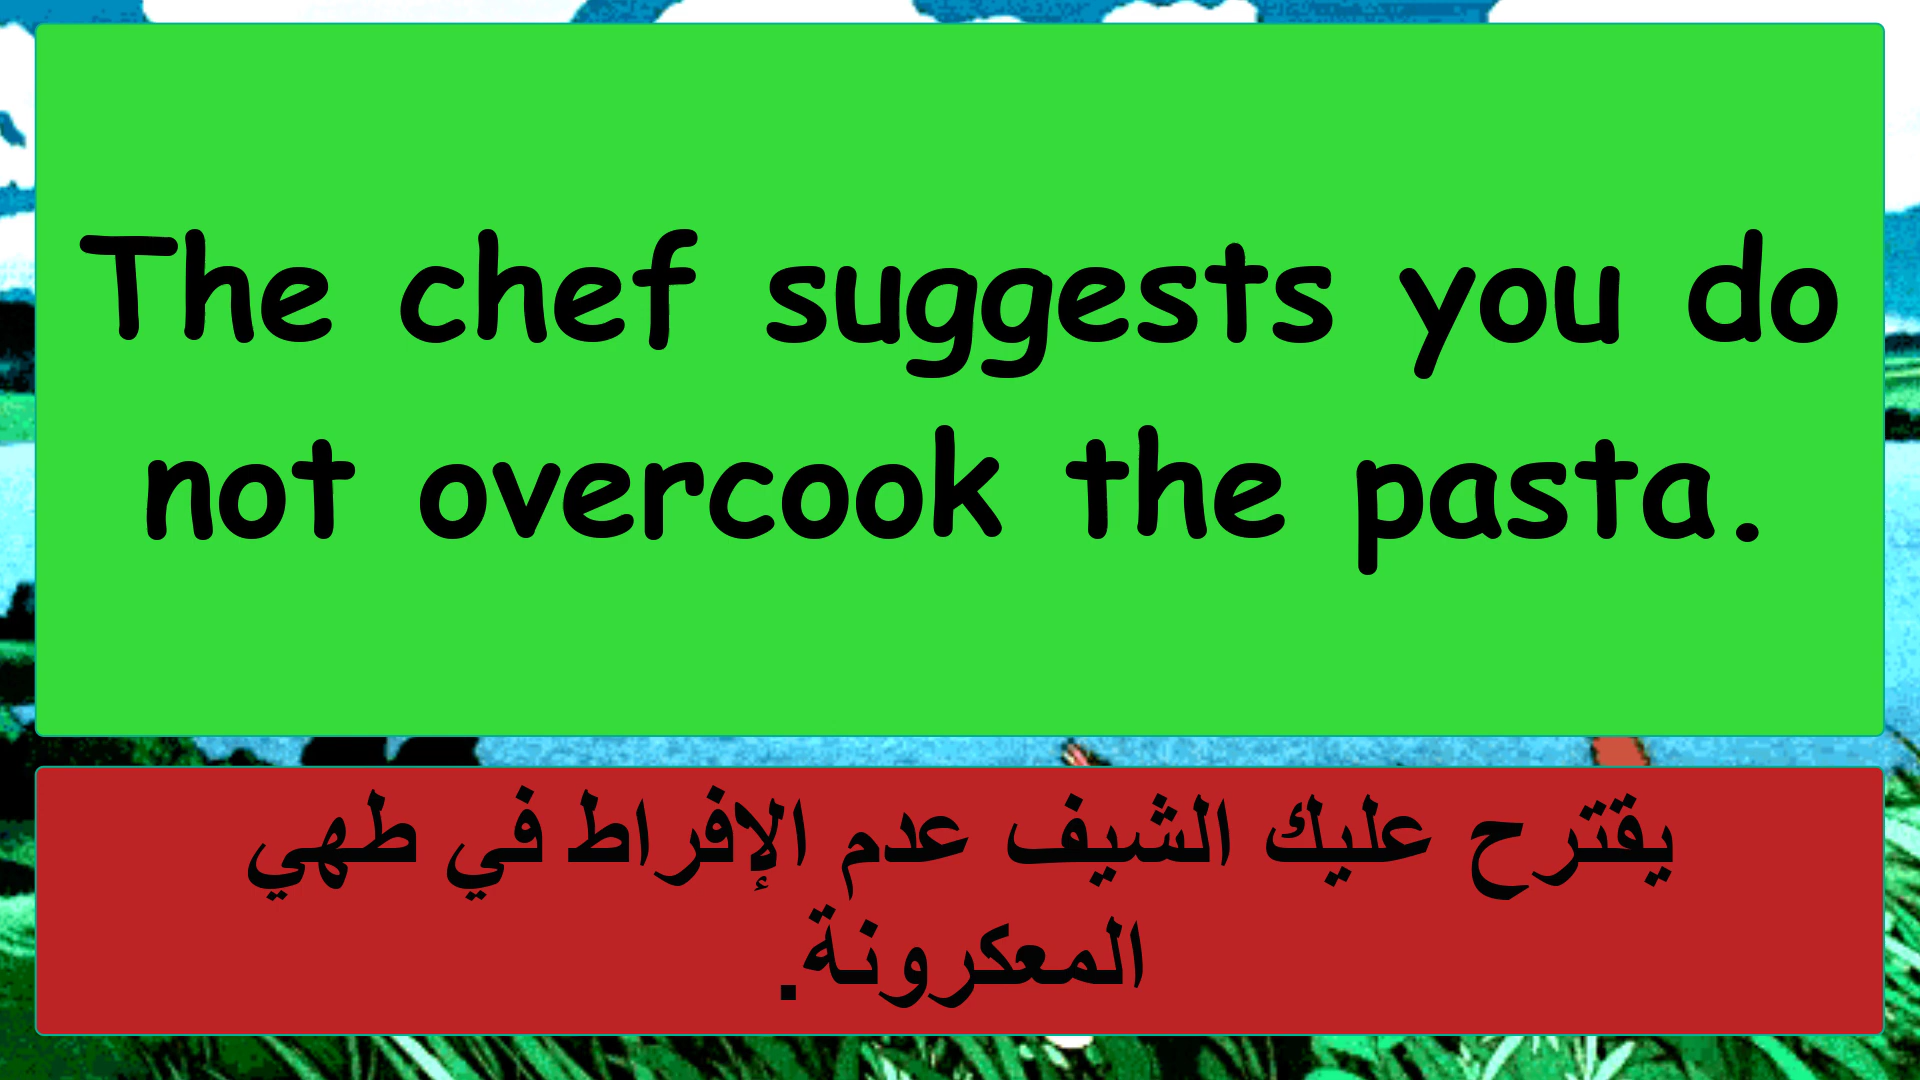 The chef suggests you do
not overcook the pasta.
يقترح عليك الشيف عدم الإفراط في طهي
المعكرونة.